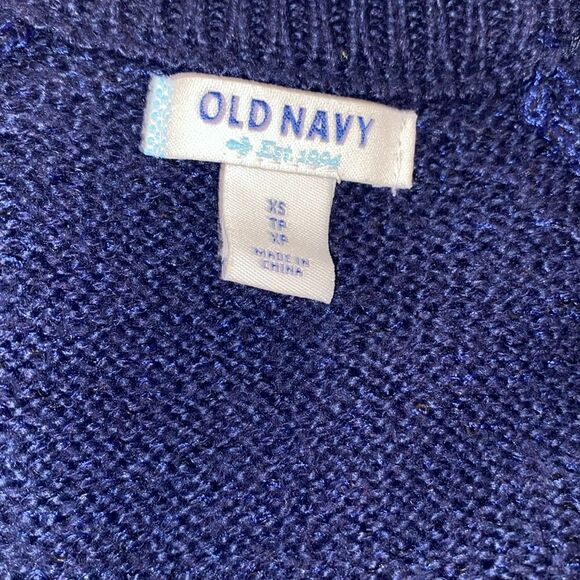 OLD NAVY
Est 1994
XS
TP
XP
MADE IN
CHINA